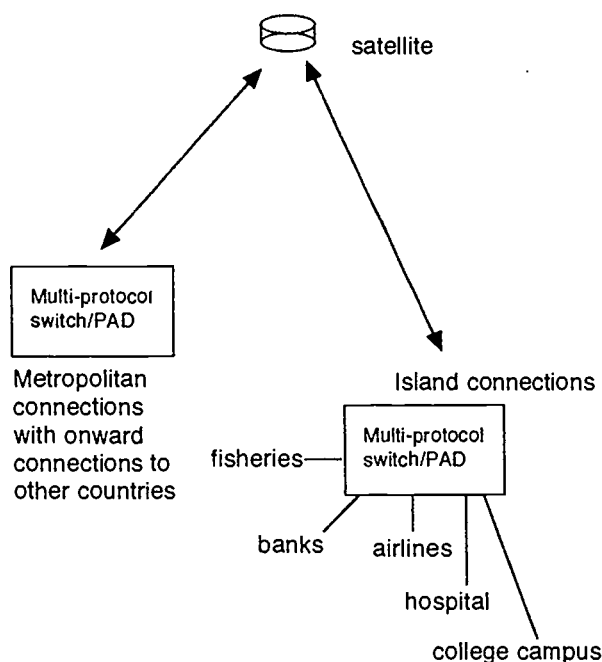 satellite
Multi-protocol
switch/PAD
Metropolitan
connections
with onward
connections to
other countries
Island connections
Multi-protocol
switch/PAD
fisheries
banks
airlines
hospital
college campus